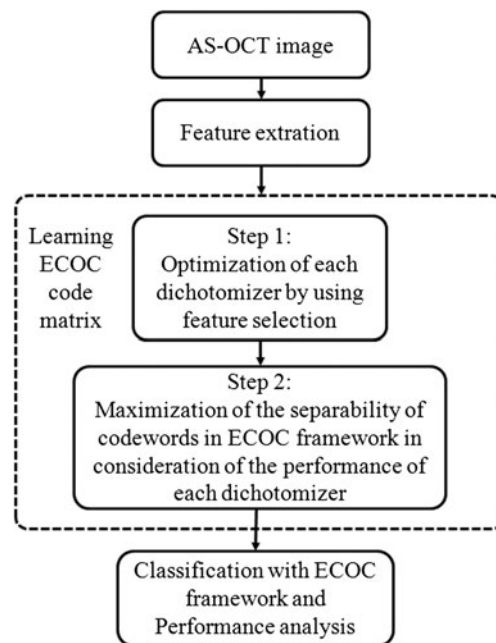 AS-OCT image
Feature extration
Learning
ECOC
code
matrix
Step 1:
Optimization of each
dichotomizer by using
feature selection
Step 2:
Maximization of the separability of
codewords in ECOC framework in
consideration of the performance of
each dichotomizer
Classification with ECOC
framework and
Performance analysis